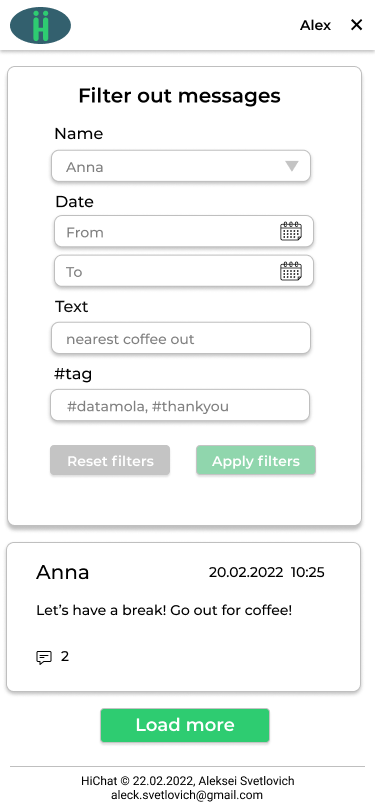 Alex
Filter out messages
Name
Anna
Date
From
To
Text
nearest coffee out
#tag
#datamola, #thankyou
Reset filters Apply filters
Anna 20.02.2022 10:25
Let's have a break! Go out for coffee!
2
Load more
HiChat © 22.02.2022, Aleksei Svetlovich
aleck.svetlovich@gmail.com